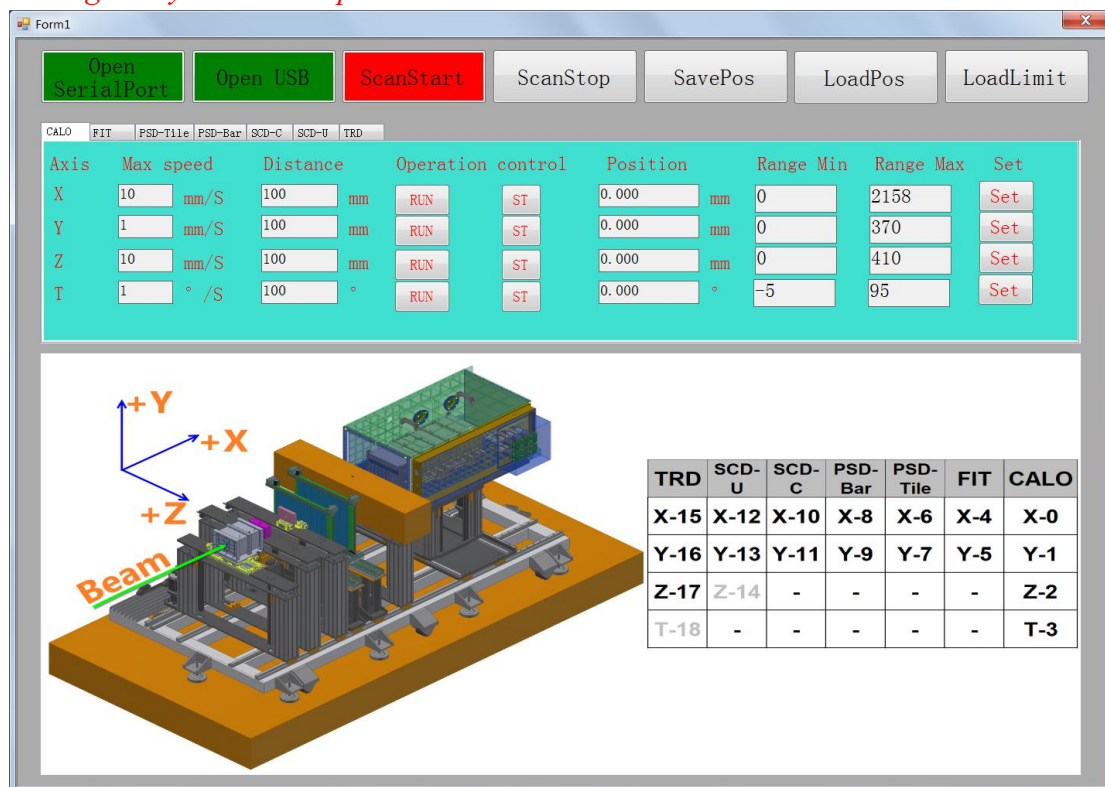 Form1
Open SerialPort Open USB ScanStart ScanStop SavePos LoadPos LoadLimit
CALO FIT PSD-Tile PSD-Bar SCD-C SCD-U TRD
Axis Max speed Distance Operation control Position Range Min Range Max Set
X 10 mm/S 100 mm RUN ST 0.000 mm 0 2158 Set
Y 1 mm/S 100 mm RUN ST 0.000 mm 0 370 Set
Z 10 mm/S 100 mm RUN ST 0.000 mm 0 410 Set
T 1 ° /S 100 ° RUN ST 0.000 ° -5 95 Set
+Y
+X
+Z
Beam
TRD SCD-U SCD-C PSD-Bar PSD-Tile FIT CALO
X-15 X-12 X-10 X-8 X-6 X-4 X-0
Y-16 Y-13 Y-11 Y-9 Y-7 Y-5 Y-1
Z-17 Z-14 - - - - Z-2
T-18 - - - - - T-3